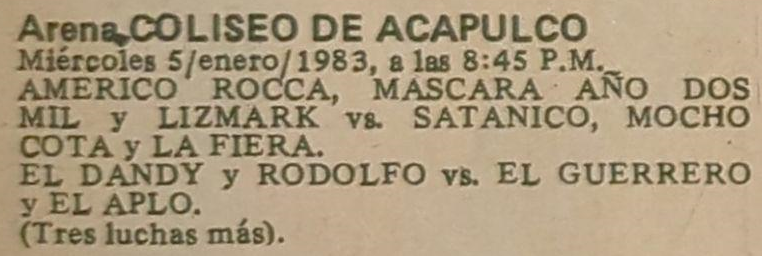 Arena COLISEO DE ACAPULCO
Miércoles 5/enero/1983, a las 8:45 P.M.
AMERICO ROCCA, MASCARA AÑO DOS
MIL y LIZMARK vs. SATANICO, MOCHO
COTA y LA FIERA.
EL DANDY y RODOLFO vs. EL GUERRERO
y EL APLO.
(Tres luchas más).